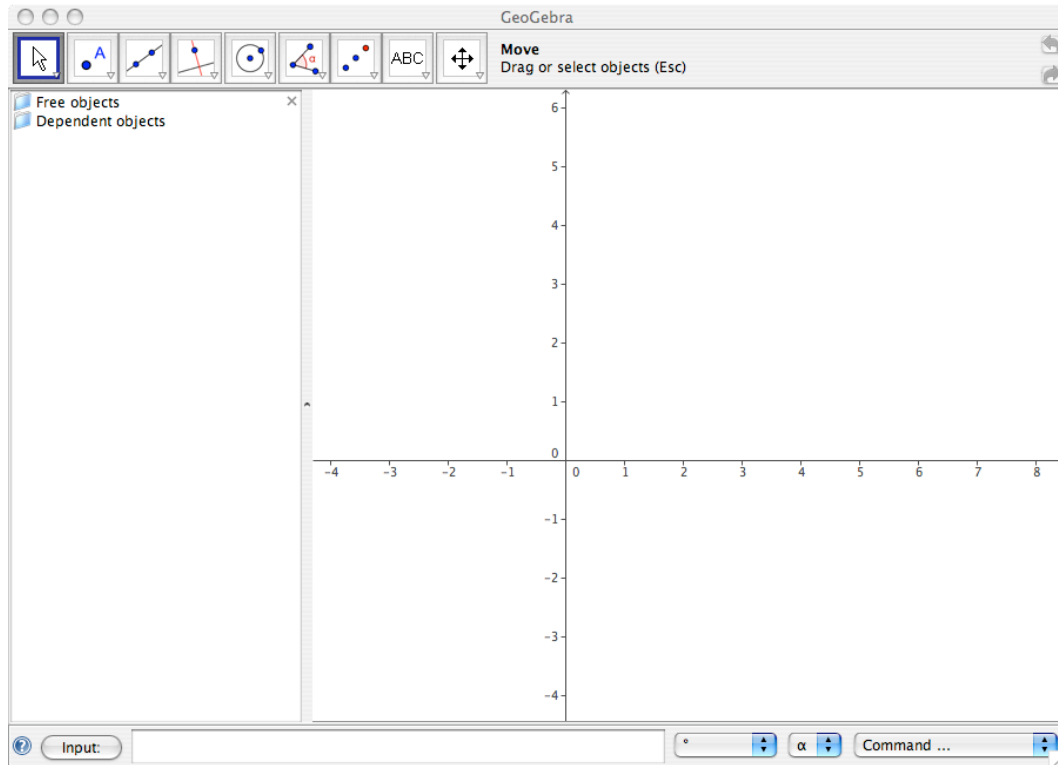 GeoGebra
A
α
ABC
Move
Drag or select objects (Esc)
Free objects
Dependent objects
6
5
4
3
2
1
0
-4 -3 -2 -1 0 1 2 3 4 5 6 7 8
-1
-2
-3
-4
Input:
° α Command ...